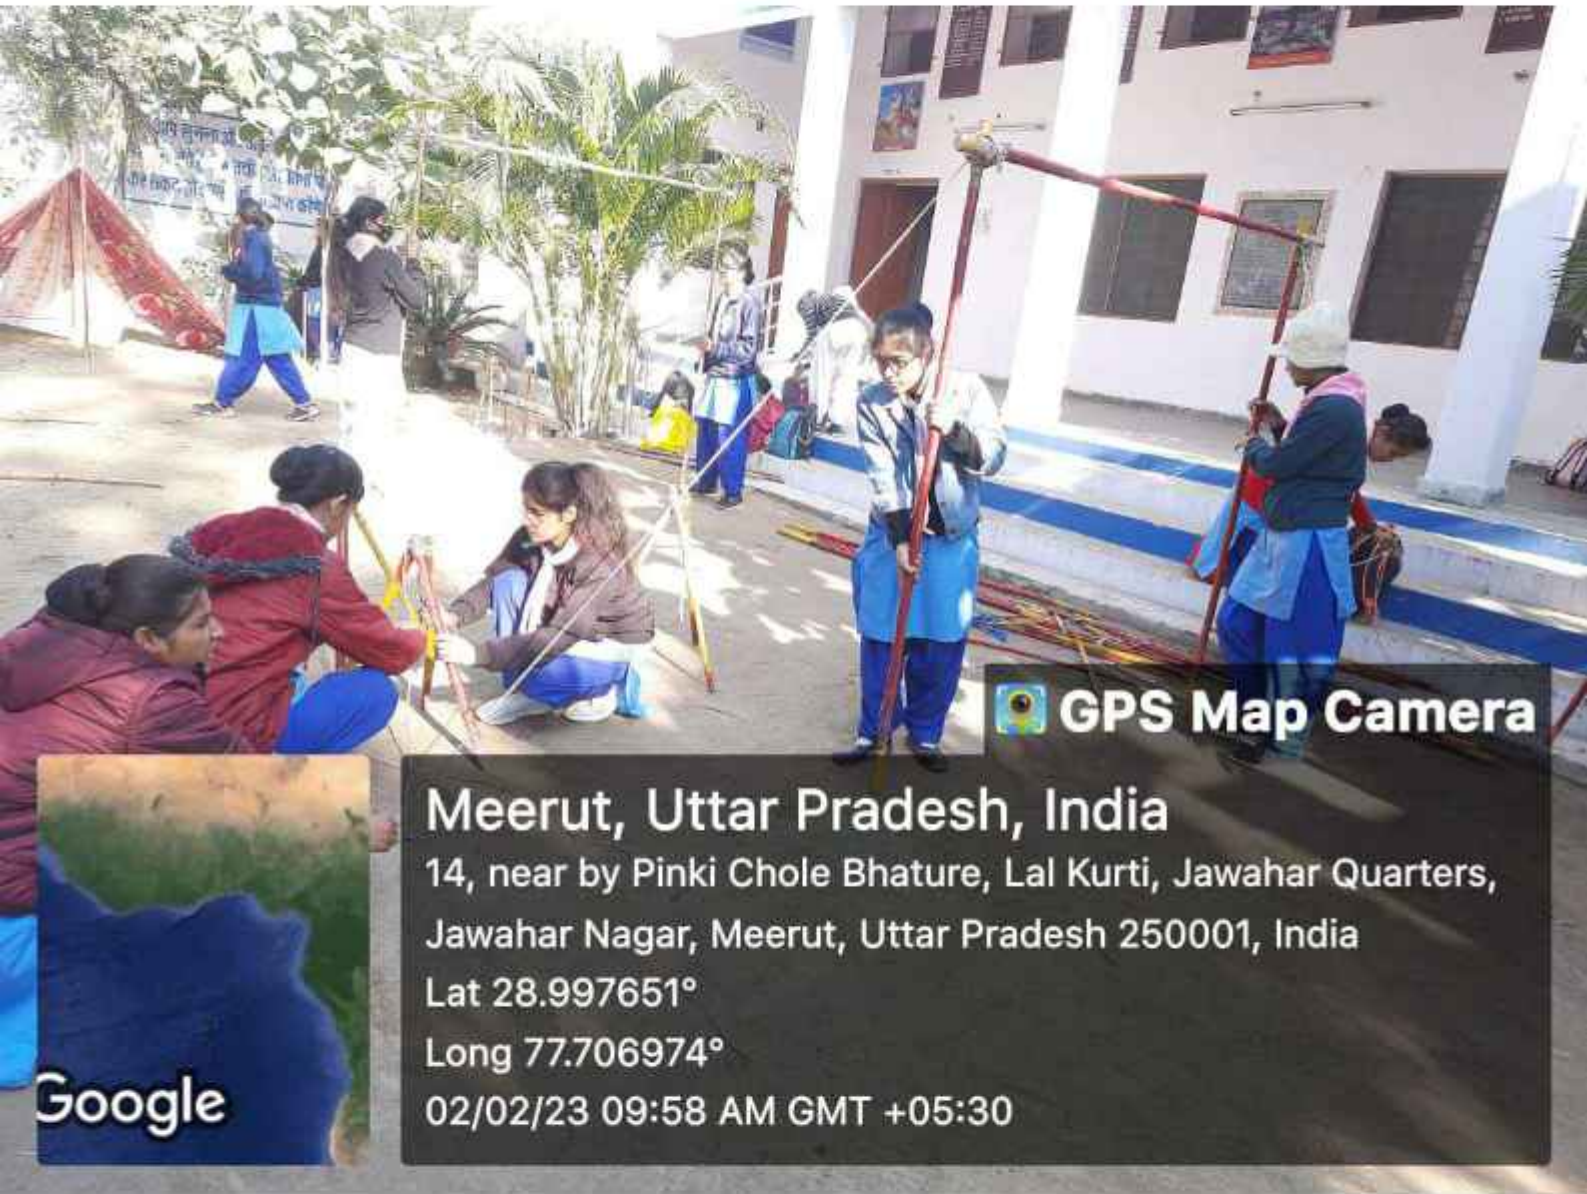 GPS Map Camera
Meerut, Uttar Pradesh, India
14, near by Pinki Chole Bhature, Lal Kurti, Jawahar Quarters,
Jawahar Nagar, Meerut, Uttar Pradesh 250001, India
Lat 28.997651°
Long 77.706974°
02/02/23 09:58 AM GMT +05:30
Google